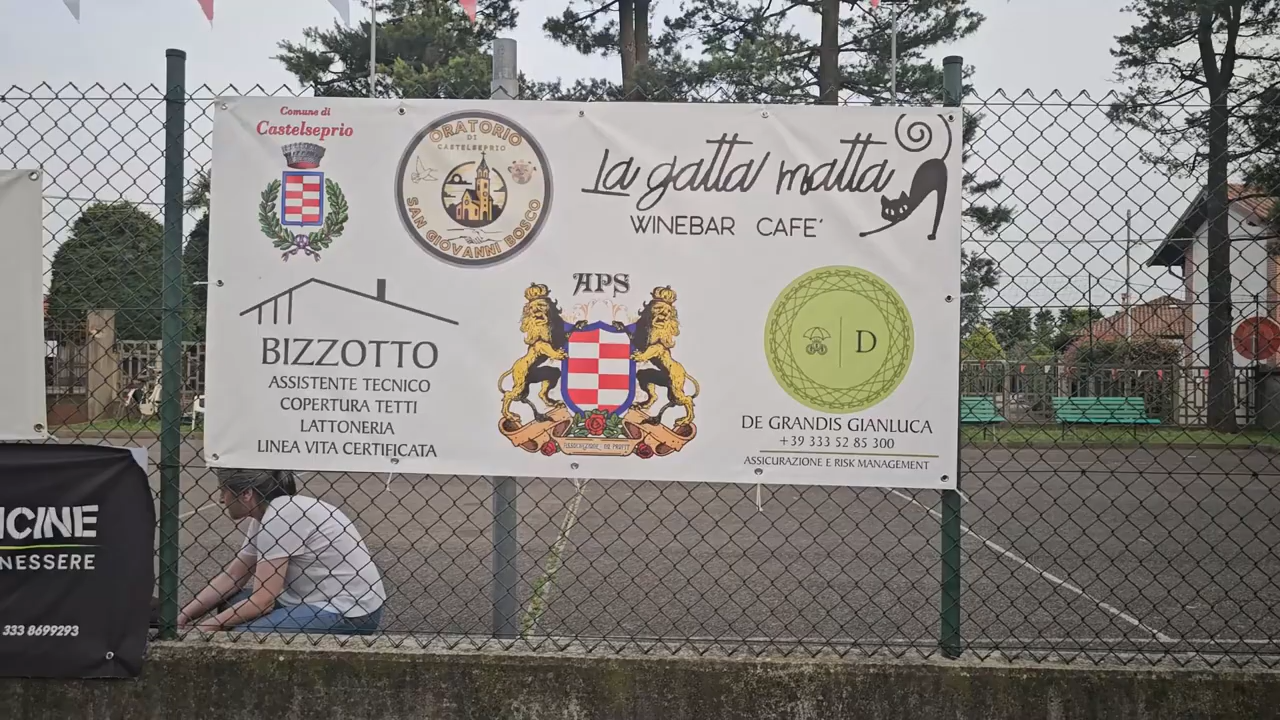 Comune di
Castelseprio
ORATORIO
DI
CASTELSEPRIO
SAN GIOVANNI BOSCO
La gatta matta
WINEBAR CAFE'
BIZZOTTO
ASSISTENTE TECNICO
COPERTURA TETTI
LATTONERIA
LINEA VITA CERTIFICATA
APS
D
DE GRANDIS GIANLUCA
+39 333 52 85 300
ASSICURAZIONE E RISK MANAGEMENT
ICINE
NESSERE
333 8699293